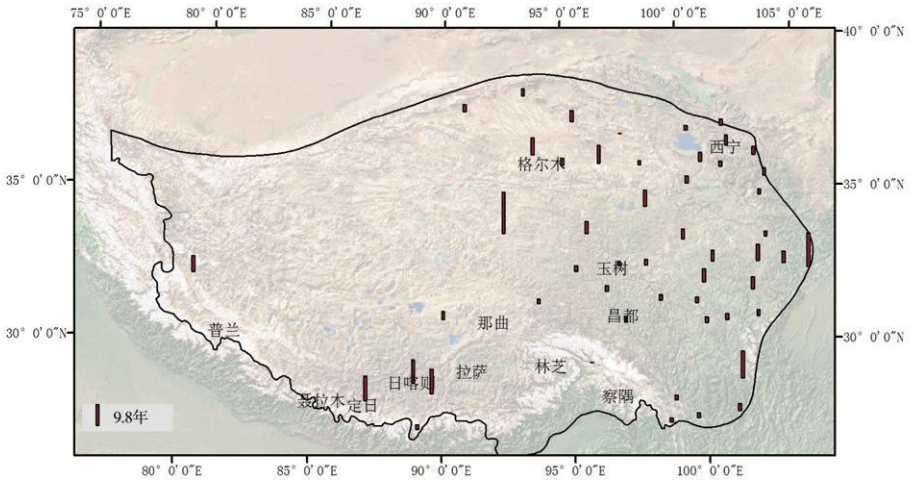 75° 0'0"E 80° 0'0"E 85° 0'0"E 90° 0'0"E 95° 0'0"E 100° 0'0"E 105° 0'0"E
40° 0'0"N
西宁
格尔木
35° 0'0"N 35° 0'0"N
玉树
昌都
那曲
普兰
30° 0'0"N 30° 0'0"N
林芝
拉萨
日喀则
察隅
聂拉木 定日
9.8年
80° 0'0"E 85° 0'0"E 90° 0'0"E 95° 0'0"E 100° 0'0"E